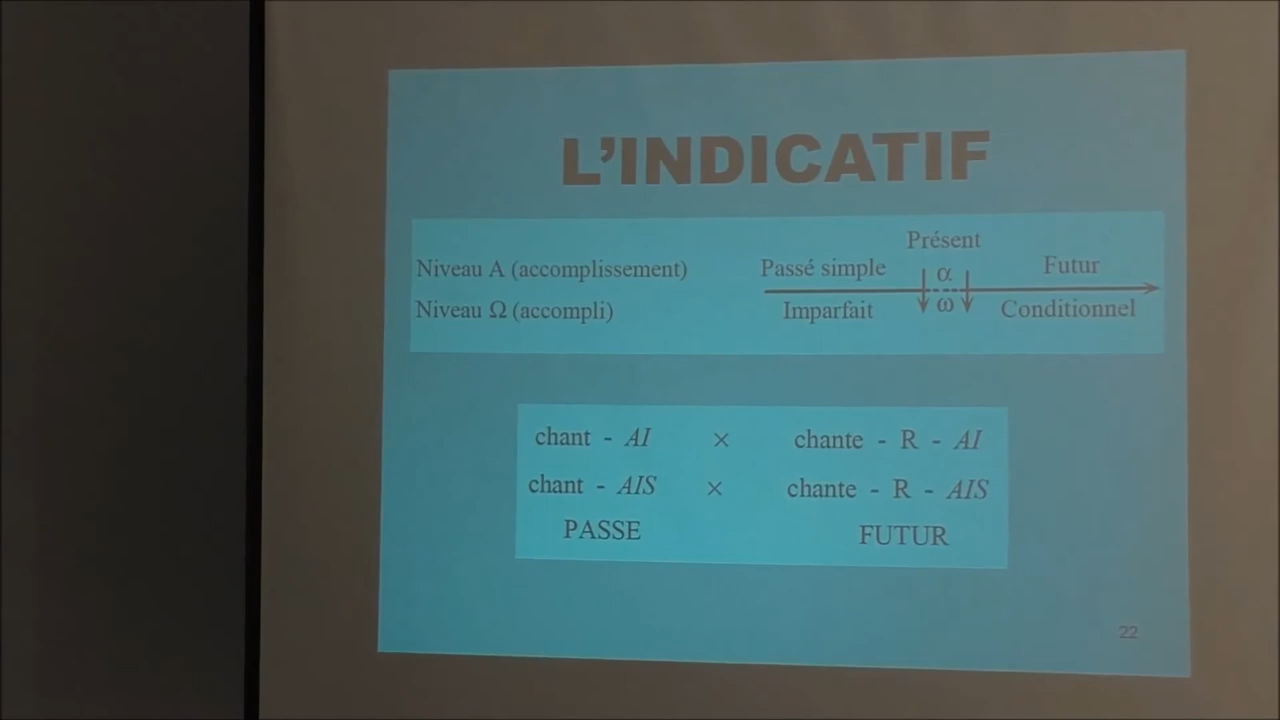 L'INDICATIF
Présent
Niveau A (accomplissement) Passé simple α Futur
Niveau Ω (accompli) Imparfait ω Conditionnel
chant - AI × chante - R - AI
chant - AIS × chante - R - AIS
PASSE FUTUR
22